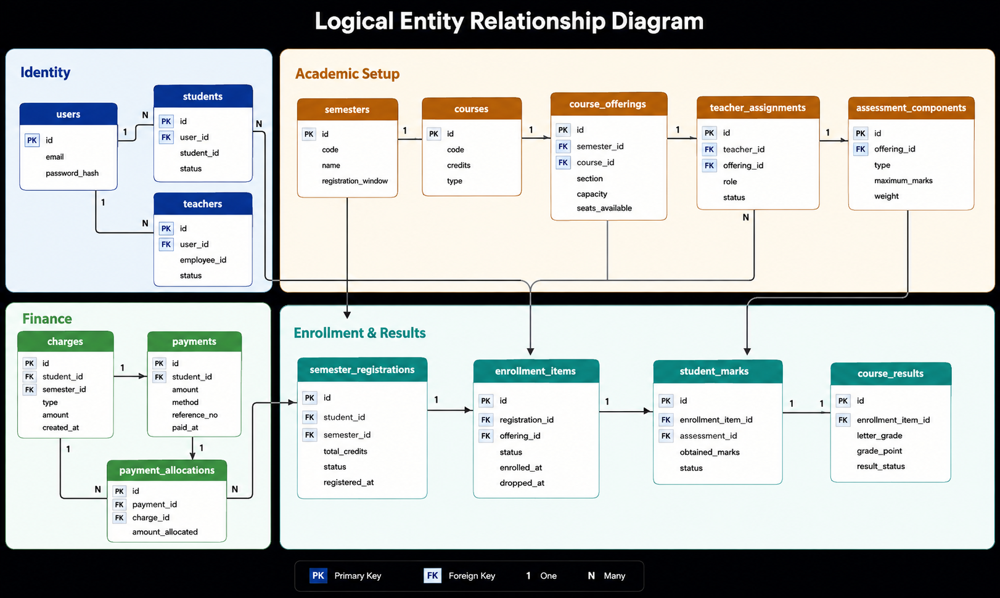 Logical Entity Relationship Diagram
Identity
users
PK id
email
password_hash
1
N
students
PK id
FK user_id
student_id
status
N
1
N
teachers
PK id
FK user_id
employee_id
status
Academic Setup
semesters
PK id
code
name
registration_window
1
courses
PK id
code
credits
type
1
course_offerings
PK id
FK semester_id
FK course_id
section
capacity
seats_available
1
teacher_assignments
PK id
FK teacher_id
FK offering_id
role
status
N
1
assessment_components
PK id
FK offering_id
type
maximum_marks
weight
Finance
charges
PK id
FK student_id
FK semester_id
type
amount
created_at
1
payments
PK id
FK student_id
amount
method
reference_no
paid_at
1
1
N
payment_allocations
PK id
FK payment_id
FK charge_id
amount_allocated
N
Enrollment & Results
semester_registrations
PK id
FK student_id
FK semester_id
total_credits
status
registered_at
1
enrollment_items
PK id
FK registration_id
FK offering_id
status
enrolled_at
dropped_at
1
student_marks
PK id
FK enrollment_item_id
FK assessment_id
obtained_marks
status
1
1
course_results
PK id
FK enrollment_item_id
letter_grade
grade_point
result_status
PK Primary Key FK Foreign Key 1 One N Many